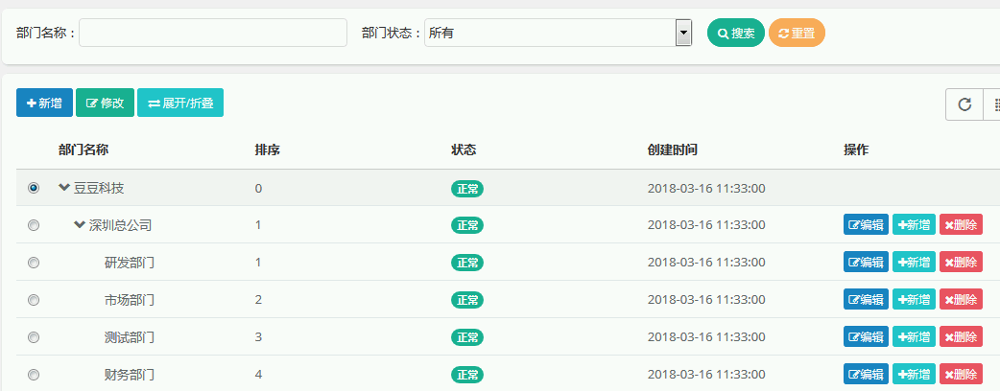 部门名称： 部门状态： 所有 搜索 重置
新增 修改 展开/折叠
部门名称 排序 状态 创建时间 操作
豆豆科技 0 正常 2018-03-16 11:33:00
深圳总公司 1 正常 2018-03-16 11:33:00 编辑 新增 删除
研发部门 1 正常 2018-03-16 11:33:00 编辑 新增 删除
市场部门 2 正常 2018-03-16 11:33:00 编辑 新增 删除
测试部门 3 正常 2018-03-16 11:33:00 编辑 新增 删除
财务部门 4 正常 2018-03-16 11:33:00 编辑 新增 删除